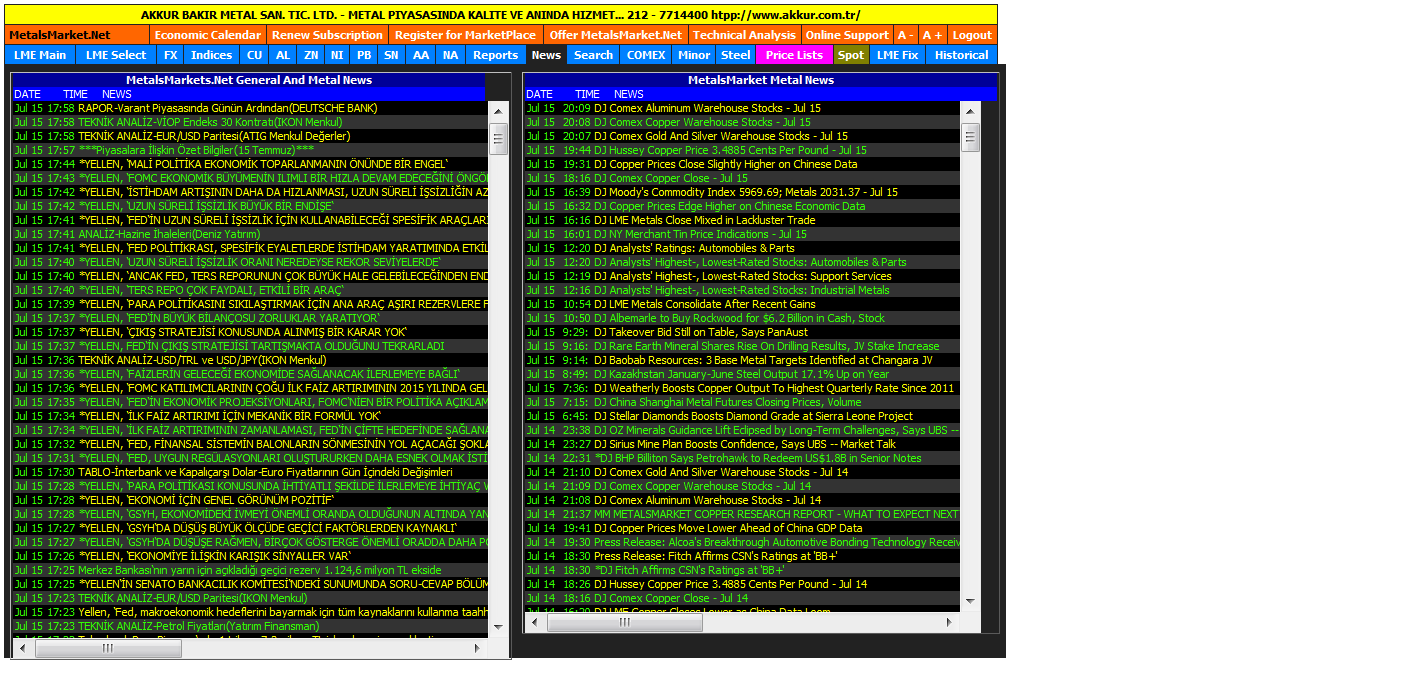 AKKUR BAKIR METAL SAN. TIC. LTD. - METAL PIYASASINDA KALITE VE ANINDA HIZMET... 212 - 7714400 htpp://www.akkur.com.tr/
MetalsMarket.Net Economic Calendar Renew Subscription Register for MarketPlace Offer MetalsMarket.Net Technical Analysis Online Support A - A + Logout
LME Main LME Select FX Indices CU AL ZN NI PB SN AA NA Reports News Search COMEX Minor Steel Price Lists Spot LME Fix Historical
MetalsMarkets.Net General And Metal News
DATE TIME NEWS
Jul 15 17:58 RAPOR-Varant Piyasasında Günün Ardından(DEUTSCHE BANK)
Jul 15 17:58 TEKNİK ANALİZ-VİOP Endeks 30 Kontratı(IKON Menkul)
Jul 15 17:58 TEKNİK ANALİZ-EUR/USD Paritesi(ATIG Menkul Değerler)
Jul 15 17:57 ***Piyasalara İlişkin Özet Bilgiler(15 Temmuz)***
Jul 15 17:44 *YELLEN, `MALİ POLİTİKA EKONOMİK TOPARLANMANIN ÖNÜNDE BİR ENGEL`
Jul 15 17:43 *YELLEN, `FOMC EKONOMİK BÜYÜMENİN ILIMLI BİR HIZLA DEVAM EDECEĞİNİ ÖNGÖ
Jul 15 17:42 *YELLEN, `İSTİHDAM ARTIŞININ DAHA DA HIZLANMASI, UZUN SÜRELİ İŞSİZLİĞİN AZ
Jul 15 17:42 *YELLEN, `UZUN SÜRELİ İŞSİZLİK BÜYÜK BİR ENDİŞE`
Jul 15 17:41 *YELLEN, `FED'İN UZUN SÜRELİ İŞSİZLİK İÇİN KULLANABİLECEĞİ SPESİFİK ARAÇLARI
Jul 15 17:41 ANALİZ-Hazine İhaleleri(Deniz Yatırım)
Jul 15 17:41 *YELLEN, `FED POLİTİKRASI, SPESİFİK EYALETLERDE İSTİHDAM YARATIMINDA ETKİL
Jul 15 17:40 *YELLEN, `UZUN SÜRELİ İŞSİZLİK ORANI NEREDEYSE REKOR SEVİYELERDE`
Jul 15 17:40 *YELLEN, `ANCAK FED, TERS REPORUNUN ÇOK BÜYÜK HALE GELEBİLECEĞİNDEN END
Jul 15 17:40 *YELLEN, `TERS REPO ÇOK FAYDALI, ETKİLİ BİR ARAÇ`
Jul 15 17:39 *YELLEN, `PARA POLİTİKASINI SIKILAŞTIRMAK İÇİN ANA ARAÇ AŞIRI REZERVLERE F
Jul 15 17:37 *YELLEN, `FED'İN BÜYÜK BİLANÇOSU ZORLUKLAR YARATIYOR`
Jul 15 17:37 *YELLEN, `ÇIKIŞ STRATEJİSİ KONUSUNDA ALINMIŞ BİR KARAR YOK`
Jul 15 17:37 *YELLEN, FED'İN ÇIKIŞ STRATEJİSİ TARTIŞMAKTA OLDUĞUNU TEKRARLADI
Jul 15 17:36 TEKNİK ANALİZ-USD/TRL ve USD/JPY(IKON Menkul)
Jul 15 17:36 *YELLEN, `FAİZLERİN GELECEĞİ EKONOMİDE SAĞLANACAK İLERLEMEYE BAĞLI`
Jul 15 17:36 *YELLEN, `FOMC KATILIMCILARININ ÇOĞU İLK FAİZ ARTIRIMININ 2015 YILINDA GEL
Jul 15 17:35 *YELLEN, `FED'İN EKONOMİK PROJEKSİYONLARI, FOMC'NİEN BİR POLİTİKA AÇIKLAM
Jul 15 17:34 *YELLEN, `İLK FAİZ ARTIRIMI İÇİN MEKANİK BİR FORMÜL YOK`
Jul 15 17:34 *YELLEN, `İLK FAİZ ARTIRIMININ ZAMANLAMASI, FED'İN ÇİFTE HEDEFİNDE SAĞLANA
Jul 15 17:32 *YELLEN, `FED, FİNANSAL SİSTEMİN BALONLARIN SÖNMESİNİN YOL AÇACAĞI ŞOKLA
Jul 15 17:31 *YELLEN, `FED, UYGUN REGÜLASYONLARI OLUŞTURURKEN DAHA ESNEK OLMAK İSTİ
Jul 15 17:30 TABLO-İnterbank ve Kapalıçarşı Dolar-Euro Fiyatlarının Gün İçindeki Değişimleri
Jul 15 17:28 *YELLEN, `PARA POLİTİKASI KONUSUNDA İHTİYATLI ŞEKİLDE İLERLEMEYE İHTİYAÇ V
Jul 15 17:28 *YELLEN, `EKONOMİ İÇİN GENEL GÖRÜNÜM POZİTİF`
Jul 15 17:28 *YELLEN, `GSYH, EKONOMİDEKİ İVMEYİ ÖNEMLİ ORANDA OLDUĞUNUN ALTINDA YAN
Jul 15 17:27 *YELLEN, `GSYH'DA DÜŞÜŞ BÜYÜK ÖLÇÜDE GEÇİCİ FAKTÖRLERDEN KAYNAKLI`
Jul 15 17:27 *YELLEN, `GSYH'DA DÜŞÜŞE RAĞMEN, BİRÇOK GÖSTERGE ÖNEMLİ ORADDA DAHA PO
Jul 15 17:26 *YELLEN, `EKONOMİYE İLİŞKİN KARIŞIK SİNYALLER VAR`
Jul 15 17:25 Merkez Bankası'nın yarın için açıkladığı geçici rezerv 1.124,6 milyon TL ekside
Jul 15 17:25 *YELLEN'İN SENATO BANKACILIK KOMİTESİ'NDEKİ SUNUMUNDA SORU-CEVAP BÖLÜM
Jul 15 17:23 TEKNİK ANALİZ-EUR/USD Paritesi(IKON Menkul)
Jul 15 17:23 Yellen, `Fed, makroekonomik hedeflerini bayarmak için tüm kaynaklarını kullanma taahh
Jul 15 17:23 TEKNİK ANALİZ-Petrol Fiyatları(Yatırım Finansman)
Jul 15 17:23
MetalsMarket Metal News
DATE TIME NEWS
Jul 15 20:09 DJ Comex Aluminum Warehouse Stocks - Jul 15
Jul 15 20:08 DJ Comex Copper Warehouse Stocks - Jul 15
Jul 15 20:07 DJ Comex Gold And Silver Warehouse Stocks - Jul 15
Jul 15 19:44 DJ Hussey Copper Price 3.4885 Cents Per Pound - Jul 15
Jul 15 19:31 DJ Copper Prices Close Slightly Higher on Chinese Data
Jul 15 18:16 DJ Comex Copper Close - Jul 15
Jul 15 16:39 DJ Moody's Commodity Index 5969.69; Metals 2031.37 - Jul 15
Jul 15 16:32 DJ Copper Prices Edge Higher on Chinese Economic Data
Jul 15 16:16 DJ LME Metals Close Mixed in Lackluster Trade
Jul 15 16:01 DJ NY Merchant Tin Price Indications - Jul 15
Jul 15 12:20 DJ Analysts' Ratings: Automobiles & Parts
Jul 15 12:20 DJ Analysts' Highest-, Lowest-Rated Stocks: Automobiles & Parts
Jul 15 12:19 DJ Analysts' Highest-, Lowest-Rated Stocks: Support Services
Jul 15 12:16 DJ Analysts' Highest-, Lowest-Rated Stocks: Industrial Metals
Jul 15 10:54 DJ LME Metals Consolidate After Recent Gains
Jul 15 10:50 DJ Albemarle to Buy Rockwood for $6.2 Billion in Cash, Stock
Jul 15 9:29: DJ Takeover Bid Still on Table, Says PanAust
Jul 15 9:16: DJ Rare Earth Mineral Shares Rise On Drilling Results, JV Stake Increase
Jul 15 9:14: DJ Baobab Resources: 3 Base Metal Targets Identified at Changara JV
Jul 15 8:49: DJ Kazakhstan January-June Steel Output 17.1% Up on Year
Jul 15 7:36: DJ Weatherly Boosts Copper Output To Highest Quarterly Rate Since 2011
Jul 15 7:15: DJ China Shanghai Metal Futures Closing Prices, Volume
Jul 15 6:45: DJ Stellar Diamonds Boosts Diamond Grade at Sierra Leone Project
Jul 14 23:38 DJ OZ Minerals Guidance Lift Eclipsed by Long-Term Challenges, Says UBS --
Jul 14 23:27 DJ Sirius Mine Plan Boosts Confidence, Says UBS -- Market Talk
Jul 14 22:31 *DJ BHP Billiton Says Petrohawk to Redeem US$1.8B in Senior Notes
Jul 14 21:10 DJ Comex Gold And Silver Warehouse Stocks - Jul 14
Jul 14 21:09 DJ Comex Copper Warehouse Stocks - Jul 14
Jul 14 21:08 DJ Comex Aluminum Warehouse Stocks - Jul 14
Jul 14 21:37 MM METALSMARKET COPPER RESEARCH REPORT - WHAT TO EXPECT NEXT
Jul 14 19:41 DJ Copper Prices Move Lower Ahead of China GDP Data
Jul 14 19:30 Press Release: Alcoa's Breakthrough Automotive Bonding Technology Receiv
Jul 14 18:30 Press Release: Fitch Affirms CSN's Ratings at 'BB+'
Jul 14 18:30 *DJ Fitch Affirms CSN's Ratings at 'BB+'
Jul 14 18:30 DJ Hussey Copper Price 3.4885 Cents Per Pound - Jul 14
Jul 14 18:26 DJ Comex Copper Close - Jul 14
Jul 14 16:20 DJ LME Copper Closes Lower as China Data Loom